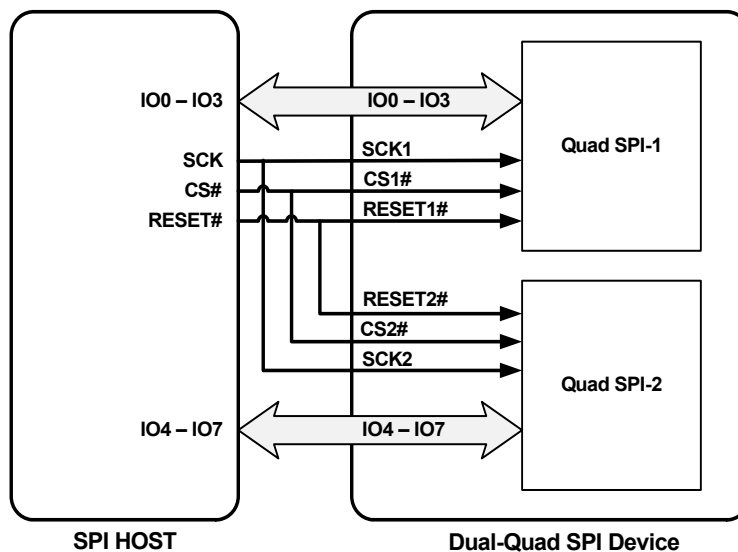 IO0 – IO3
IO0 – IO3
Quad SPI-1
SCK
SCK1
CS#
CS1#
RESET#
RESET1#
RESET2#
CS2#
SCK2
Quad SPI-2
IO4 – IO7
IO4 – IO7
SPI HOST
Dual-Quad SPI Device